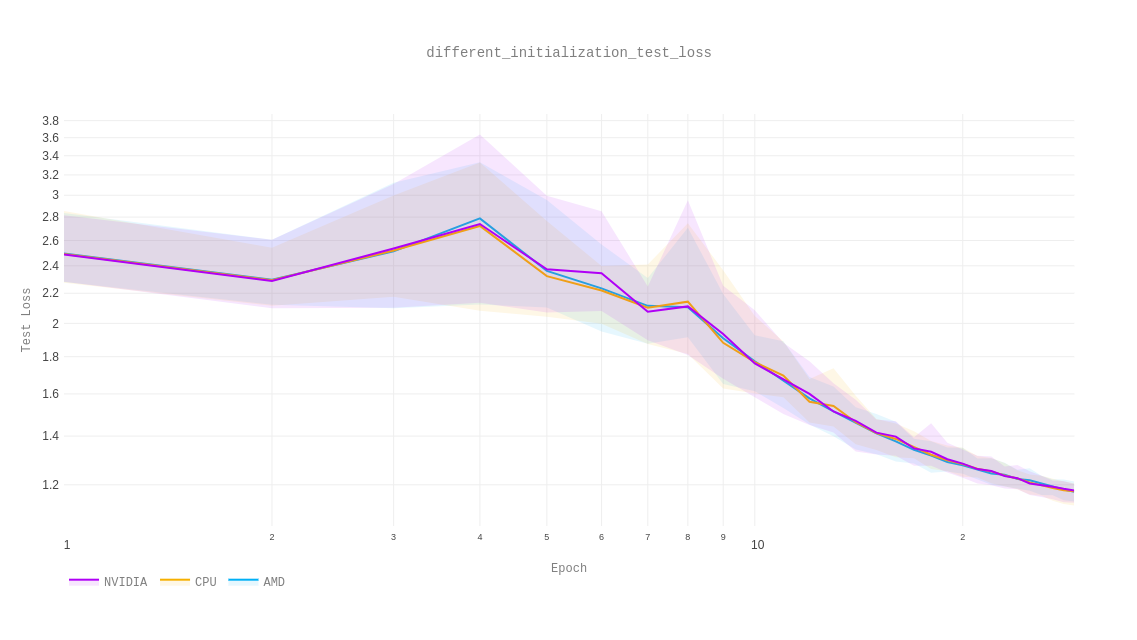 different_initialization_test_loss
3.8
3.6
3.4
3.2
3
2.8
2.6
2.4
2.2
2
1.8
1.6
1.4
1.2
Test Loss
1 2 3 4 5 6 7 8 9 10 2
Epoch
NVIDIA CPU AMD